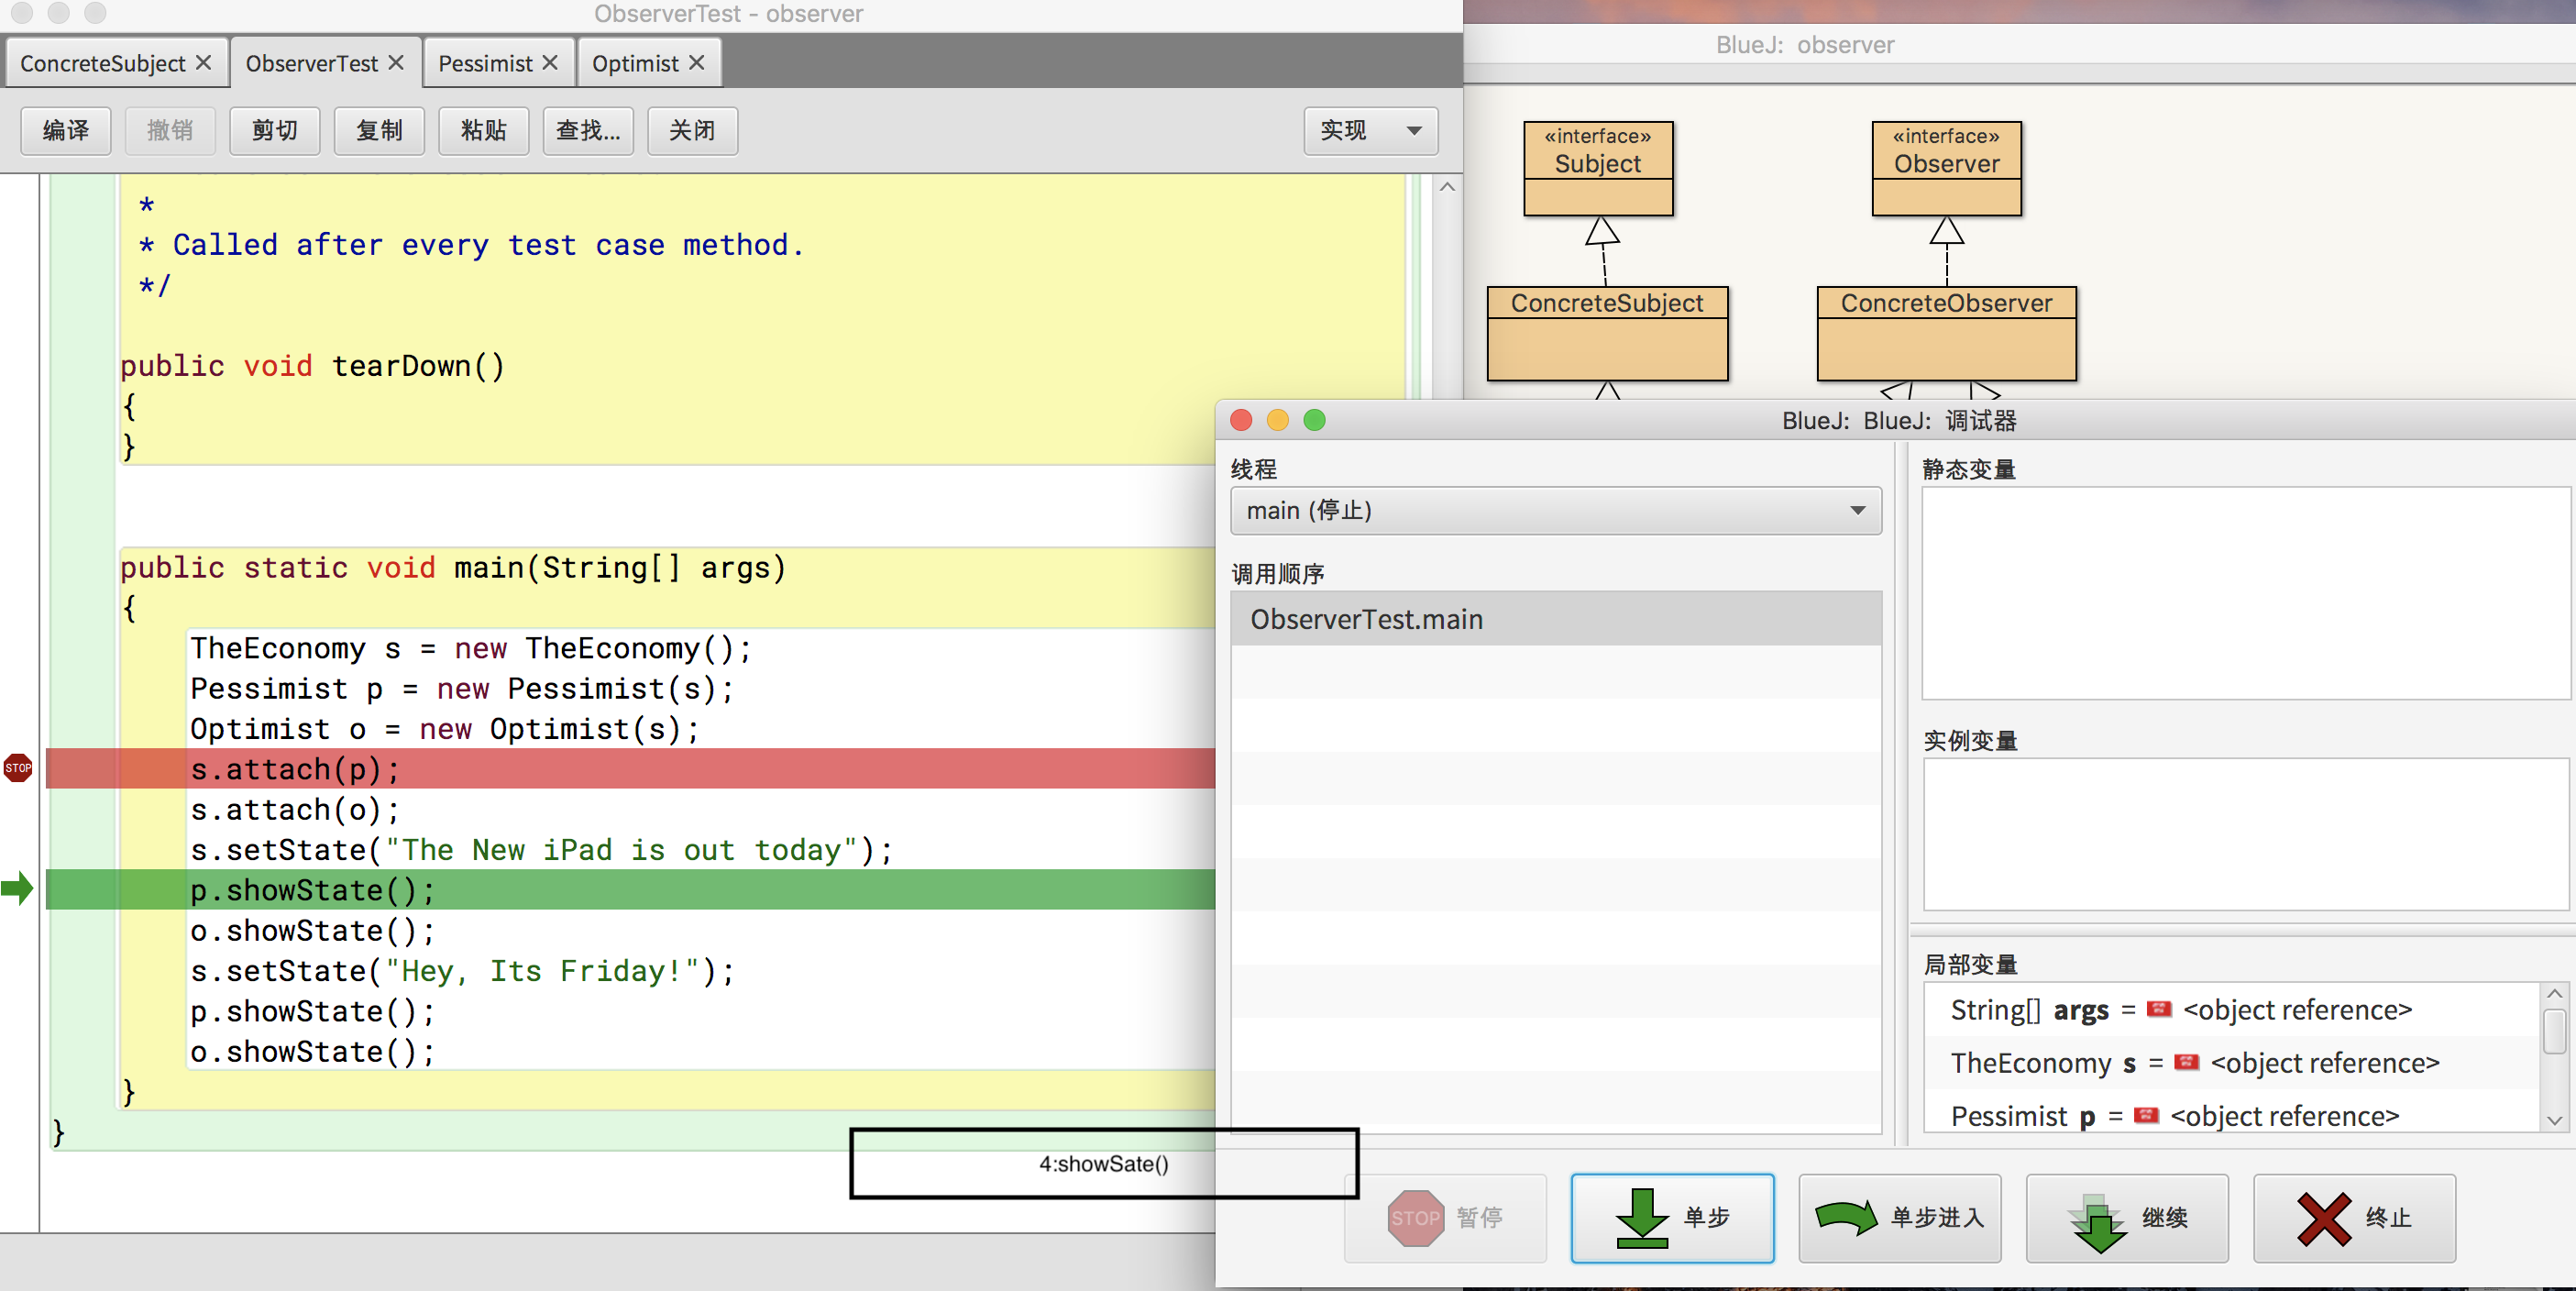 ObserverTest - observer
ConcreteSubject
ObserverTest
Pessimist
Optimist
编译
撤销
剪切
复制
粘贴
查找...
关闭
实现
*
* Called after every test case method.
*/
public void tearDown()
{
}
public static void main(String[] args)
{
TheEconomy s = new TheEconomy();
Pessimist p = new Pessimist(s);
Optimist o = new Optimist(s);
STOP
s.attach(p);
s.attach(o);
s.setState("The New iPad is out today");
p.showState();
o.showState();
s.setState("Hey, Its Friday!");
p.showState();
o.showState();
}
}
4:showSate()
BlueJ: observer
«interface»
Subject
«interface»
Observer
ConcreteSubject
ConcreteObserver
BlueJ: BlueJ: 调试器
线程
main (停止)
调用顺序
ObserverTest.main
静态变量
实例变量
局部变量
String[] args = <object reference>
TheEconomy s = <object reference>
Pessimist p = <object reference>
STOP 暂停
单步
单步进入
继续
终止